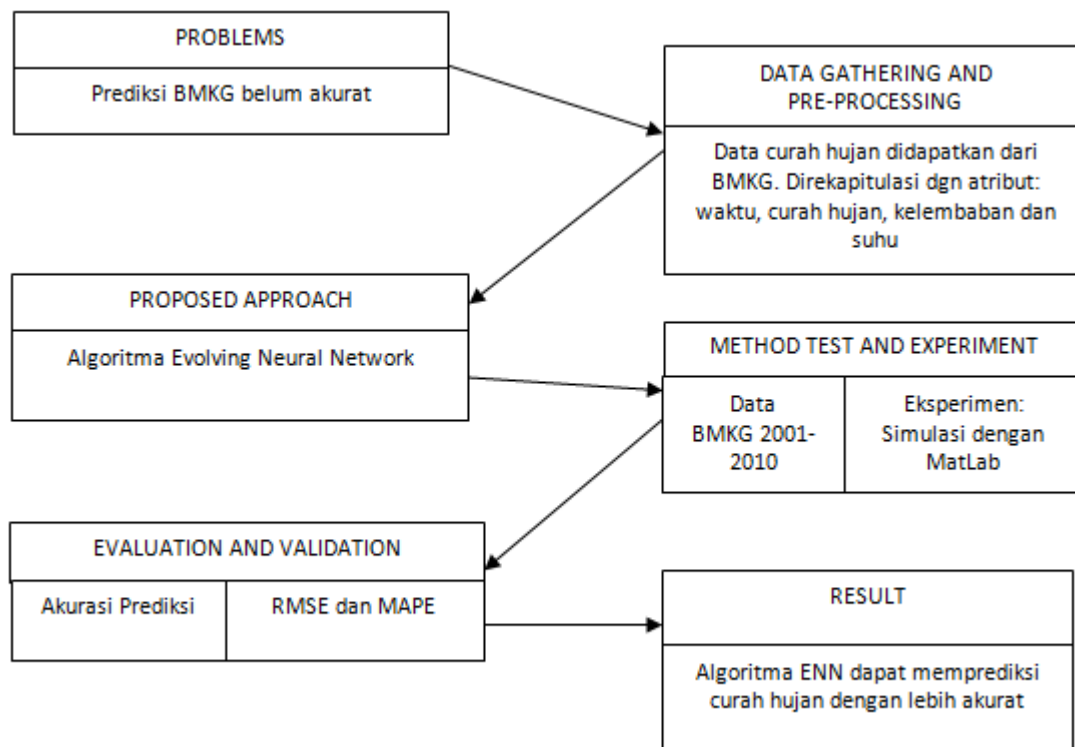 PROBLEMS
Prediksi BMKG belum akurat
DATA GATHERING AND
PRE-PROCESSING
Data curah hujan didapatkan dari
BMKG. Direkapitulasi dgn atribut:
waktu, curah hujan, kelembaban dan
suhu
PROPOSED APPROACH
Algoritma Evolving Neural Network
METHOD TEST AND EXPERIMENT
Data
BMKG 2001-
2010
Eksperimen:
Simulasi dengan
MatLab
EVALUATION AND VALIDATION
Akurasi Prediksi
RMSE dan MAPE
RESULT
Algoritma ENN dapat memprediksi
curah hujan dengan lebih akurat